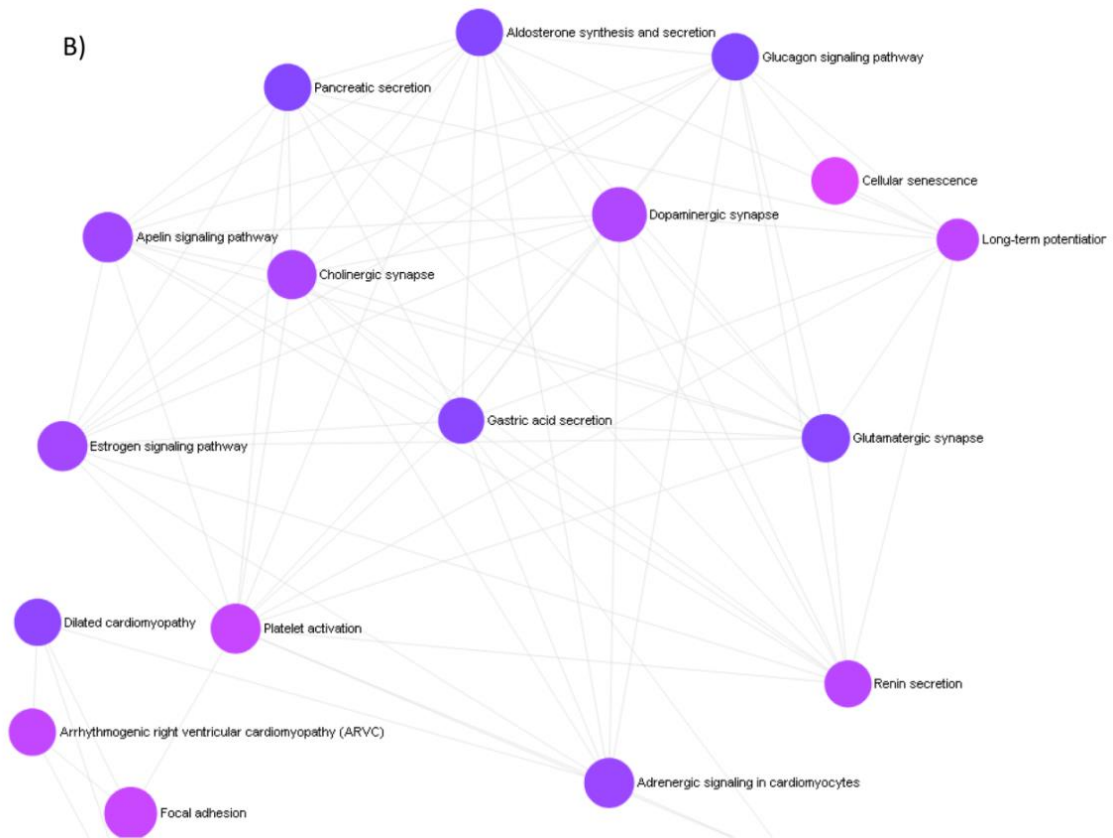 B)
Aldosterone synthesis and secretion
Glucagon signaling pathway
Pancreatic secretion
Cellular senescence
Dopaminergic synapse
Apelin signaling pathway
Long-term potentiation
Cholinergic synapse
Gastric acid secretion
Glutamatergic synapse
Estrogen signaling pathway
Dilated cardiomyopathy
Platelet activation
Renin secretion
Arrhythmogenic right ventricular cardiomyopathy (ARVC)
Adrenergic signaling in cardiomyocytes
Focal adhesion